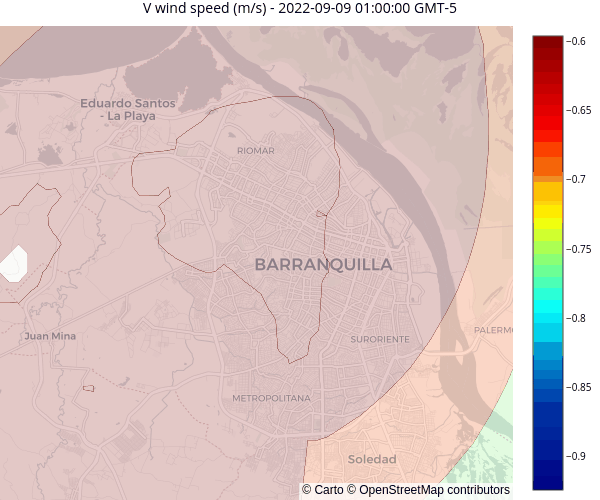 V wind speed (m/s) - 2022-09-09 01:00:00 GMT-5
−0.6
Eduardo Santos
- La Playa
−0.65
RIOMAR
−0.7
−0.75
BARRANQUILLA
−0.8
Juan Mina
SURORIENTE
PALERMO
−0.85
METROPOLITANA
Soledad
−0.9
© Carto © OpenStreetMap contributors